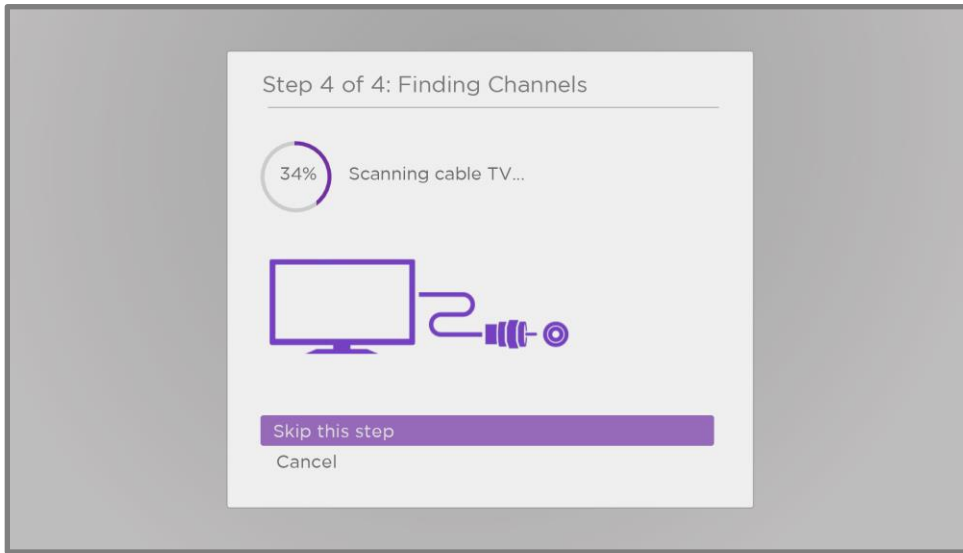 Step 4 of 4: Finding Channels
34% Scanning cable TV...
Skip this step
Cancel